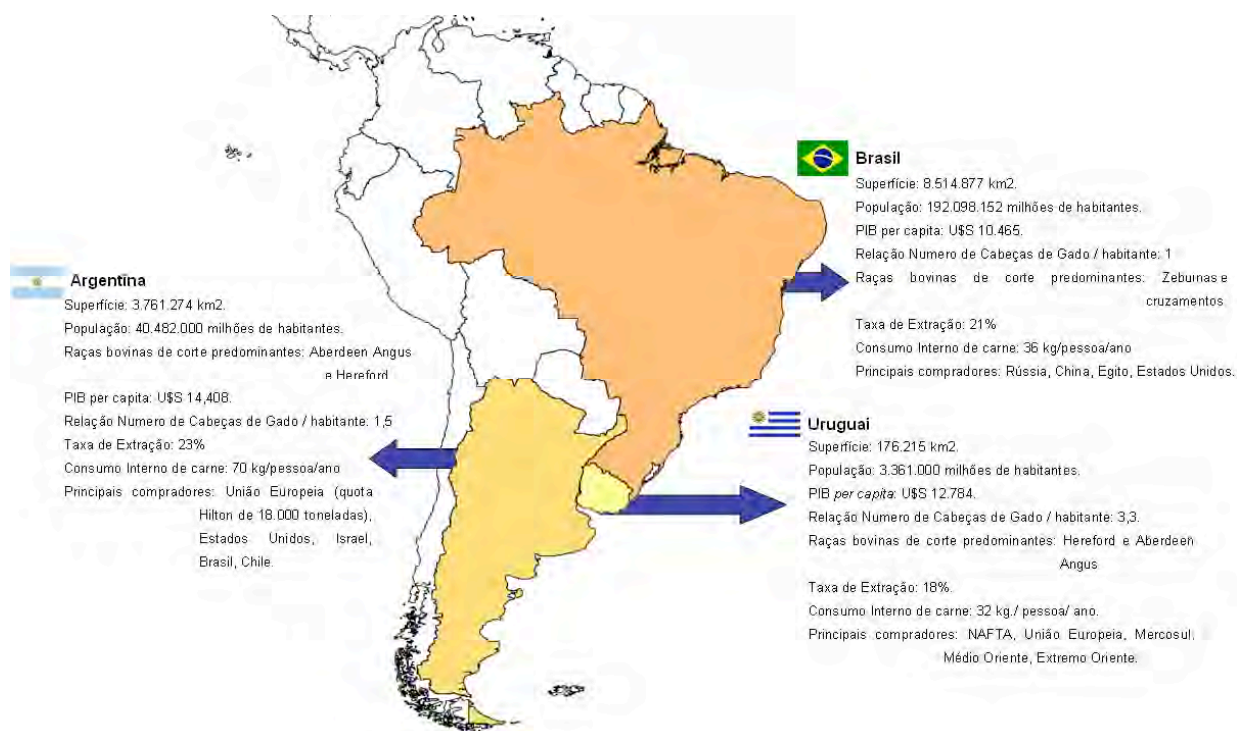 Brasil
Superfície: 8.514.877 km2.
População: 192.098.152 milhões de habitantes.
PIB per capita: U$S 10.465.
Relação Numero de Cabeças de Gado / habitante: 1
Raças bovinas de corte predominantes: Zebuínas e
cruzamentos.
Taxa de Extração: 21%
Consumo Interno de carne: 36 kg/pessoa/ano
Principais compradores: Rússia, China, Egito, Estados Unidos.
Argentina
Superfície: 3.761.274 km2.
População: 40.482.000 milhões de habitantes.
Raças bovinas de corte predominantes: Aberdeen Angus
e Hereford
PIB per capita: U$S 14,408.
Relação Numero de Cabeças de Gado / habitante: 1,5
Taxa de Extração: 23%
Consumo Interno de carne: 70 kg/pessoa/ano
Principais compradores: União Europeia (quota
Hilton de 18.000 toneladas),
Estados Unidos, Israel,
Brasil, Chile.
Uruguai
Superfície: 176.215 km2.
População: 3.361.000 milhões de habitantes.
PIB per capita: U$S 12.784.
Relação Numero de Cabeças de Gado / habitante: 3,3.
Raças bovinas de corte predominantes: Hereford e Aberdeen
Angus
Taxa de Extração: 18%.
Consumo Interno de carne: 32 kg./ pessoa/ ano.
Principais compradores: NAFTA, União Europeia, Mercosul,
Médio Oriente, Extremo Oriente.